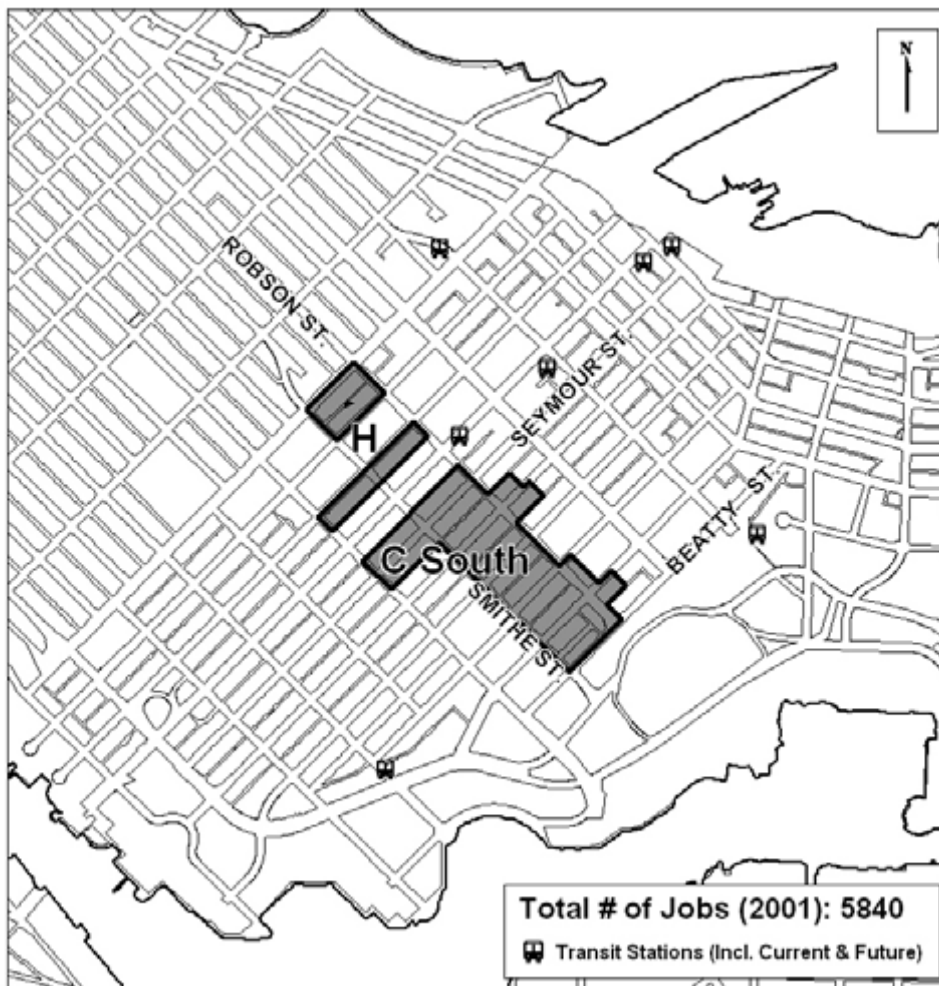 N
ROBSON ST.
SEYMOUR ST.
H
BEATTY ST.
C South
SMITHE ST
Total # of Jobs (2001): 5840
Transit Stations (Incl. Current & Future)